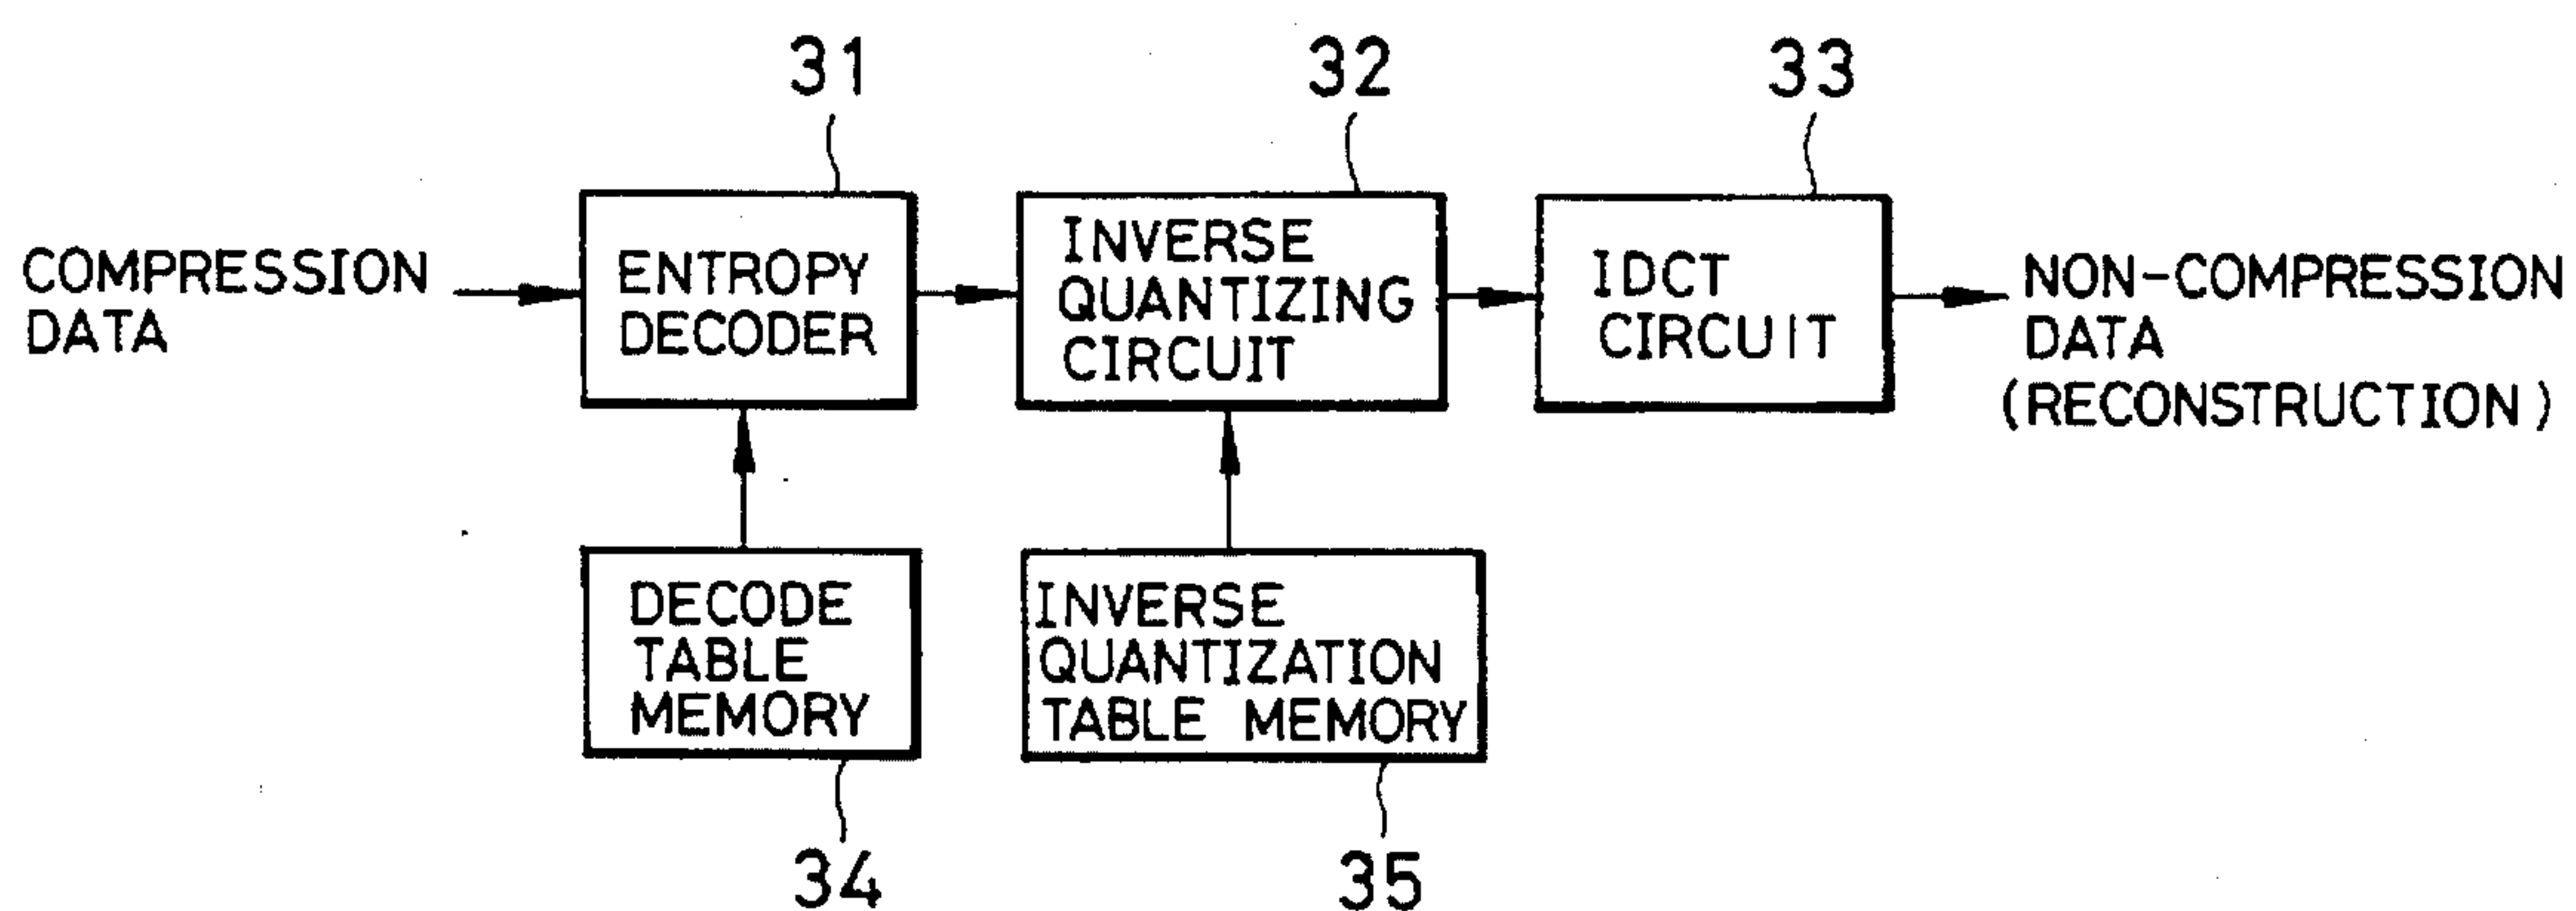 31
32
33
COMPRESSION
DATA
ENTROPY
DECODER
INVERSE
QUANTIZING
CIRCUIT
IDCT
CIRCUIT
NON-COMPRESSION
DATA
(RECONSTRUCTION)
DECODE
TABLE
MEMORY
INVERSE
QUANTIZATION
TABLE MEMORY
34
35